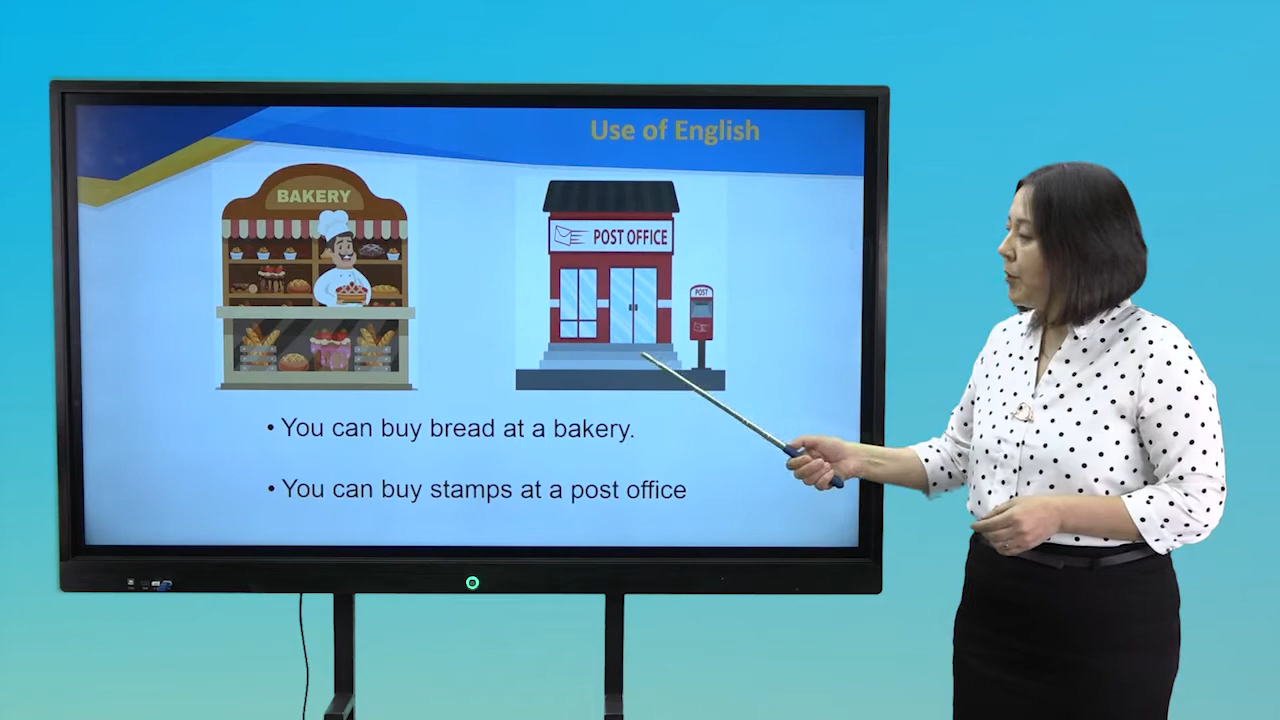 Use of English
BAKERY
POST OFFICE
POST
• You can buy bread at a bakery.
• You can buy stamps at a post office